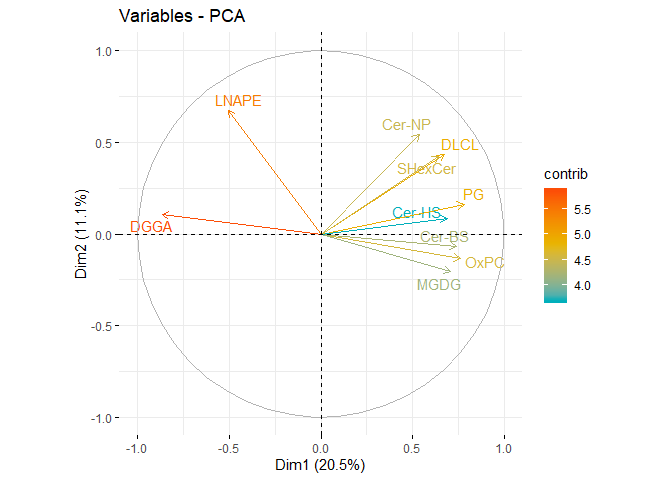 Variables - PCA
1.0
0.5
0.0
-0.5
-1.0
Dim2 (11.1%)
LNAPE
Cer-NP
DLCL
SHexCer
PG
Cer-HS
DGGA
Cer-BS
OxPC
MGDG
-1.0
-0.5
0.0
0.5
1.0
Dim1 (20.5%)
contrib
5.5
5.0
4.5
4.0